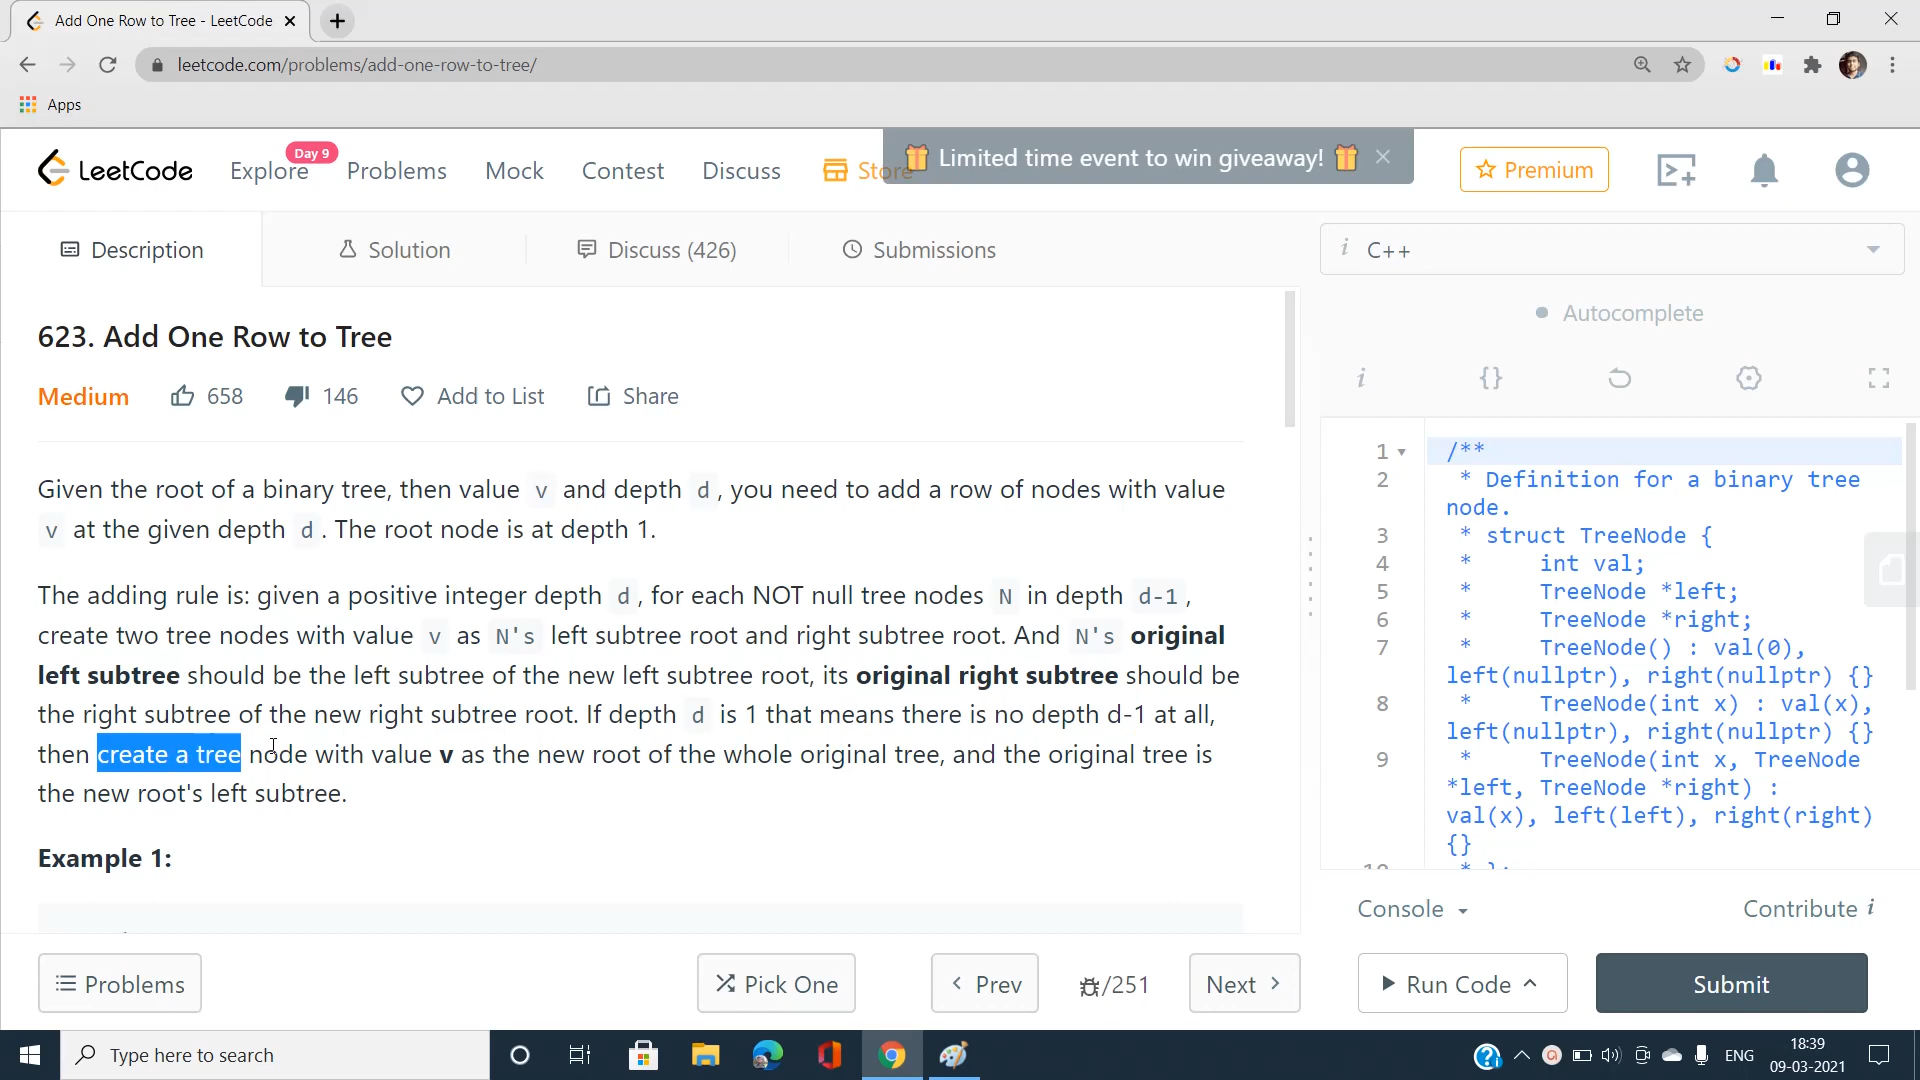 Add One Row to Tree - LeetCode
leetcode.com/problems/add-one-row-to-tree/
Apps
LeetCode
Explore
Day 9
Problems
Mock
Contest
Discuss
Store
Limited time event to win giveaway!
Premium
Description
Solution
Discuss (426)
Submissions
C++
Autocomplete
623. Add One Row to Tree
Medium
658
146
Add to List
Share
Given the root of a binary tree, then value v and depth d, you need to add a row of nodes with value
v at the given depth d. The root node is at depth 1.
The adding rule is: given a positive integer depth d, for each NOT null tree nodes N in depth d-1,
create two tree nodes with value v as N's left subtree root and right subtree root. And N's original
left subtree should be the left subtree of the new left subtree root, its original right subtree should be
the right subtree of the new right subtree root. If depth d is 1 that means there is no depth d-1 at all,
then create a tree node with value v as the new root of the whole original tree, and the original tree is
the new root's left subtree.
Example 1:
1 /**
2 * Definition for a binary tree
node.
3 * struct TreeNode {
4 * int val;
5 * TreeNode *left;
6 * TreeNode *right;
7 * TreeNode() : val(0),
left(nullptr), right(nullptr) {}
8 * TreeNode(int x) : val(x),
left(nullptr), right(nullptr) {}
9 * TreeNode(int x, TreeNode
*left, TreeNode *right) :
val(x), left(left), right(right)
{}
10 * };
Problems
Pick One
Prev
/251
Next
Console
Contribute
Run Code
Submit
Type here to search
ENG
18:39
09-03-2021